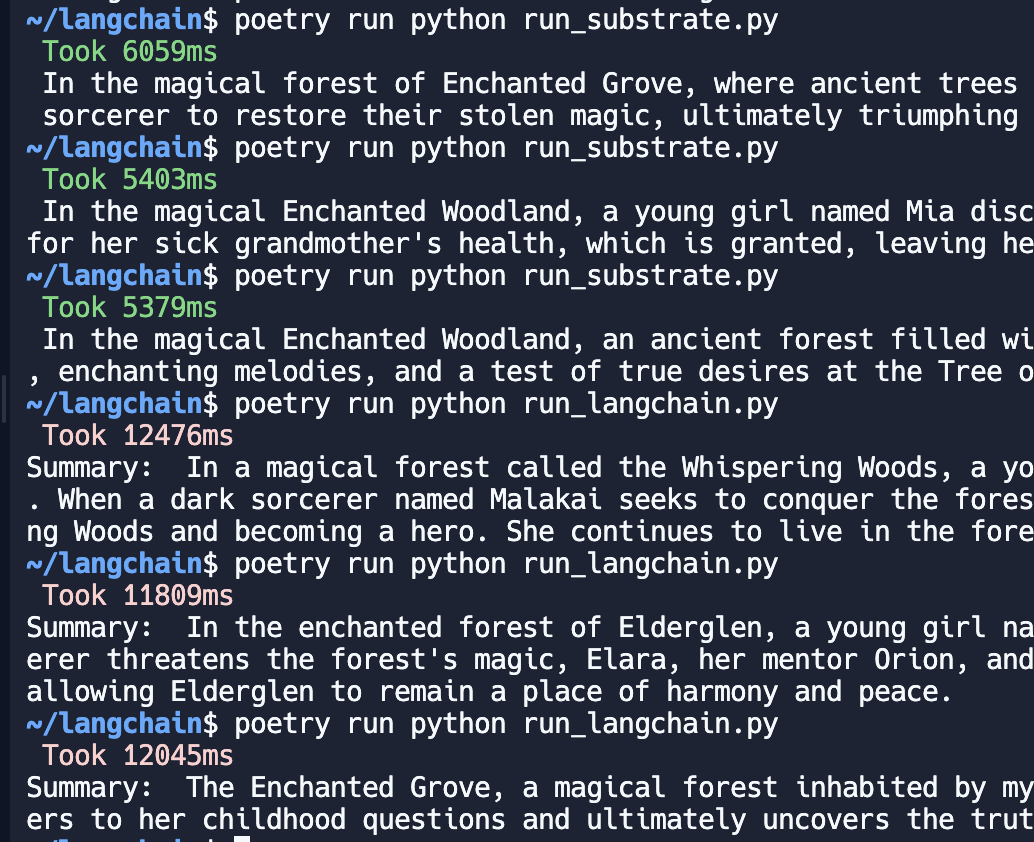 ~/langchain$ poetry run python run_substrate.py
Took 6059ms
In the magical forest of Enchanted Grove, where ancient trees
sorcerer to restore their stolen magic, ultimately triumphing
~/langchain$ poetry run python run_substrate.py
Took 5403ms
In the magical Enchanted Woodland, a young girl named Mia disc
for her sick grandmother's health, which is granted, leaving he
~/langchain$ poetry run python run_substrate.py
Took 5379ms
In the magical Enchanted Woodland, an ancient forest filled wi
, enchanting melodies, and a test of true desires at the Tree o
~/langchain$ poetry run python run_langchain.py
Took 12476ms
Summary:  In a magical forest called the Whispering Woods, a yo
. When a dark sorcerer named Malakai seeks to conquer the fores
ng Woods and becoming a hero. She continues to live in the fore
~/langchain$ poetry run python run_langchain.py
Took 11809ms
Summary:  In the enchanted forest of Elderglen, a young girl na
erer threatens the forest's magic, Elara, her mentor Orion, and
allowing Elderglen to remain a place of harmony and peace.
~/langchain$ poetry run python run_langchain.py
Took 12045ms
Summary:  The Enchanted Grove, a magical forest inhabited by my
ers to her childhood questions and ultimately uncovers the trut